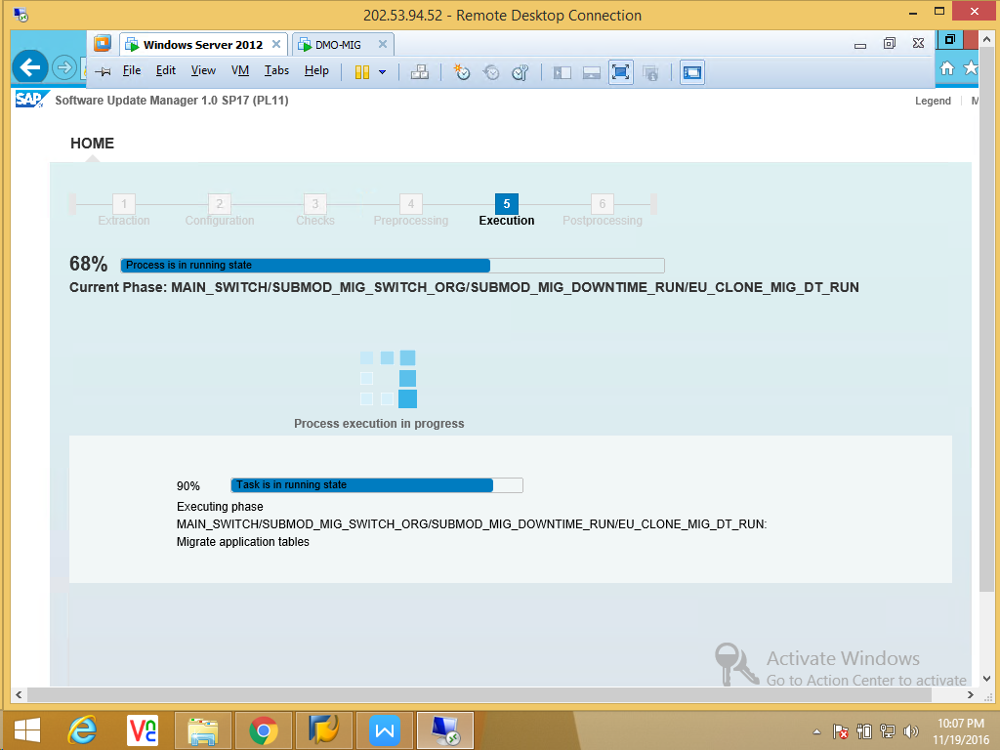 202.53.94.52 - Remote Desktop Connection
Windows Server 2012
DMO-MIG
File Edit View VM Tabs Help
SAP Software Update Manager 1.0 SP17 (PL11)
Legend
M
HOME
1 2 3 4 5 6
Extraction Configuration Checks Preprocessing Execution Postprocessing
68% Process is in running state
Current Phase: MAIN_SWITCH/SUBMOD_MIG_SWITCH_ORG/SUBMOD_MIG_DOWNTIME_RUN/EU_CLONE_MIG_DT_RUN
Process execution in progress
90% Task is in running state
Executing phase
MAIN_SWITCH/SUBMOD_MIG_SWITCH_ORG/SUBMOD_MIG_DOWNTIME_RUN/EU_CLONE_MIG_DT_RUN:
Migrate application tables
Activate Windows
Go to Action Center to activate
10:07 PM
11/19/2016